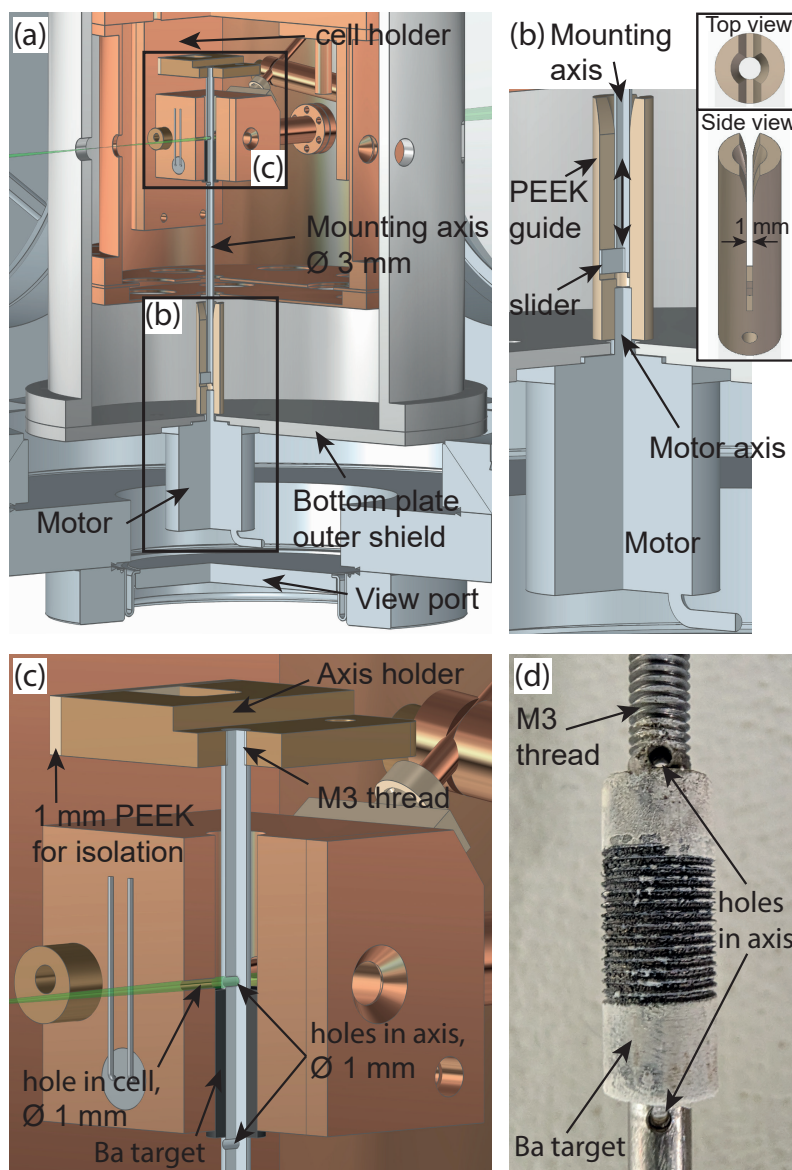 (a)
cell holder
(c)
Mounting axis
Ø 3 mm
(b)
Motor
Bottom plate
outer shield
View port
(b)
Mounting
axis
Top view
Side view
1 mm
PEEK
guide
slider
Motor axis
Motor
(c)
Axis holder
M3 thread
1 mm PEEK
for isolation
holes in axis,
Ø 1 mm
hole in cell,
Ø 1 mm
Ba target
(d)
M3
thread
holes
in axis
Ba target